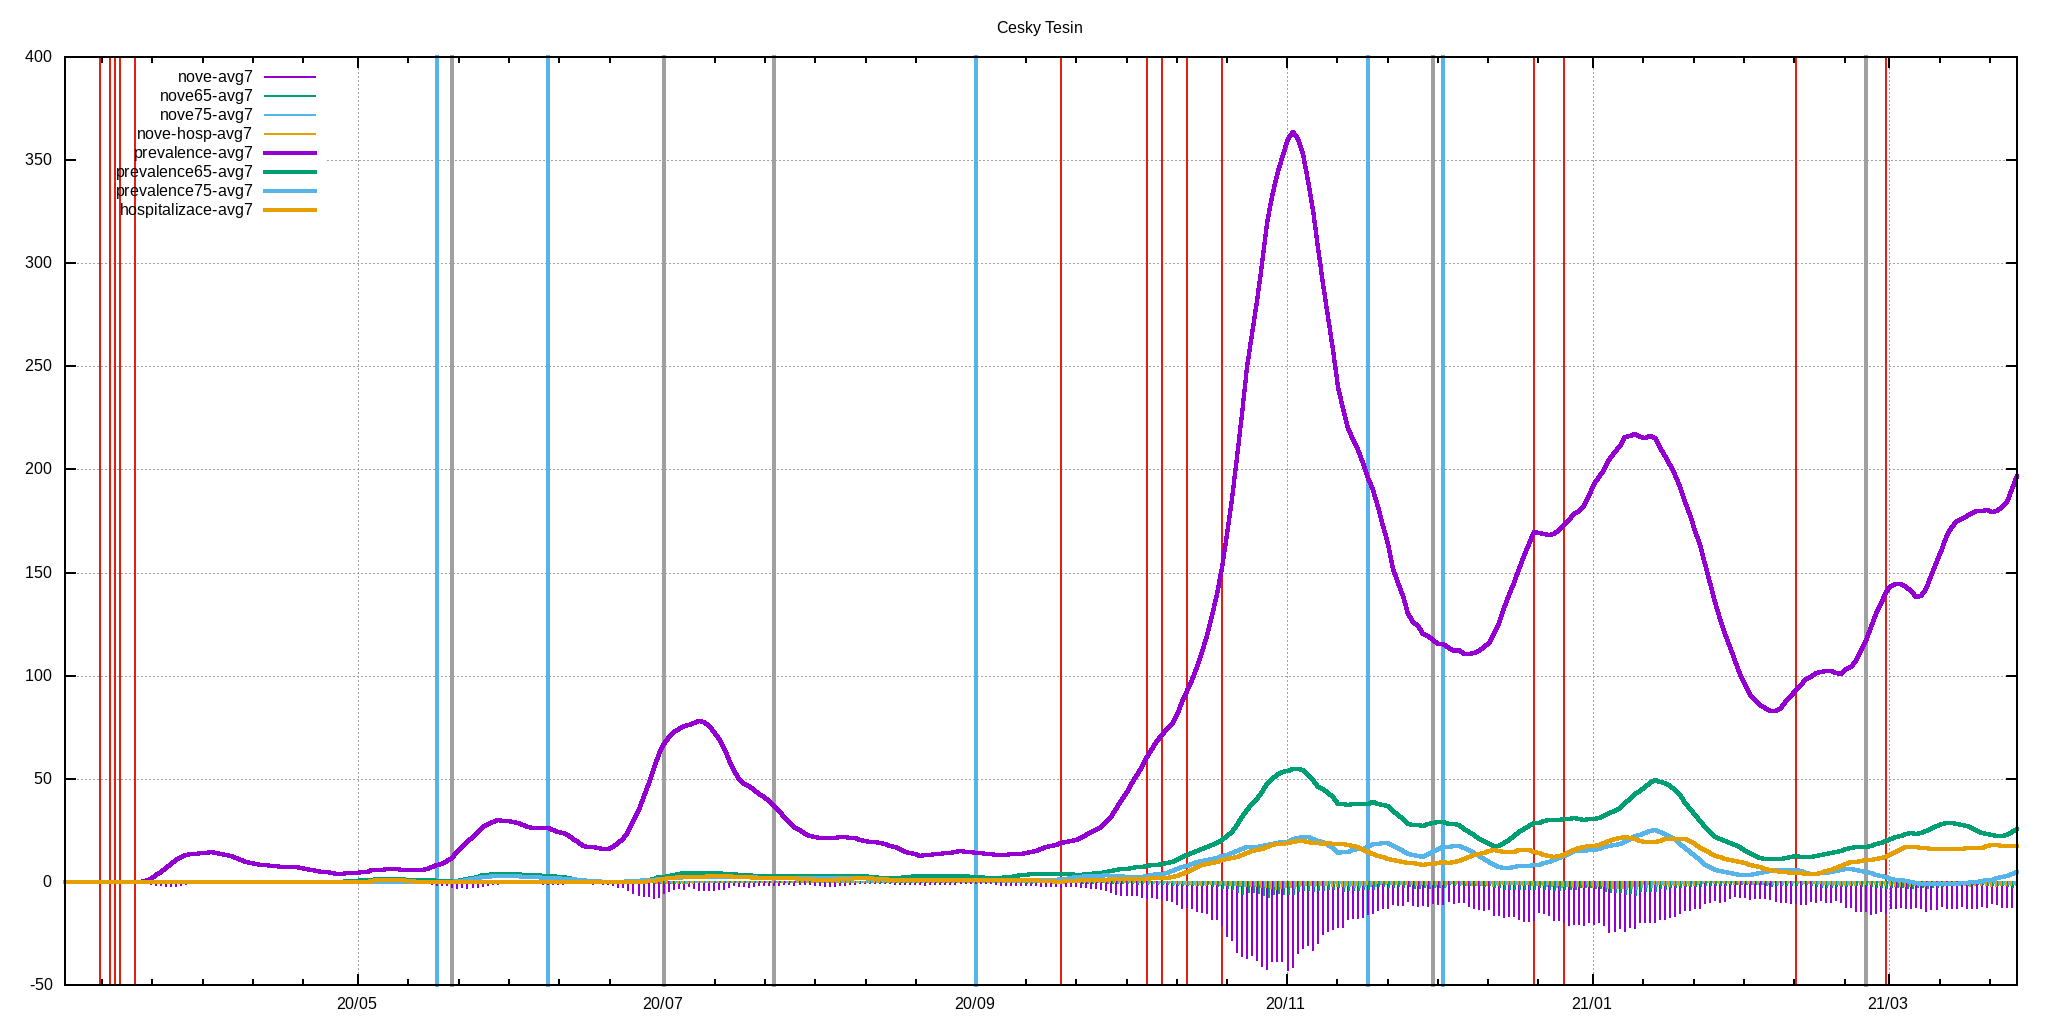 Cesky Tesin
400
nove-avg7
nove65-avg7
nove75-avg7
nove-hosp-avg7
prevalence-avg7
prevalence65-avg7
prevalence75-avg7
hospitalizace-avg7
350
300
250
200
150
100
50
0
-50
20/05 20/07 20/09 20/11 21/01 21/03